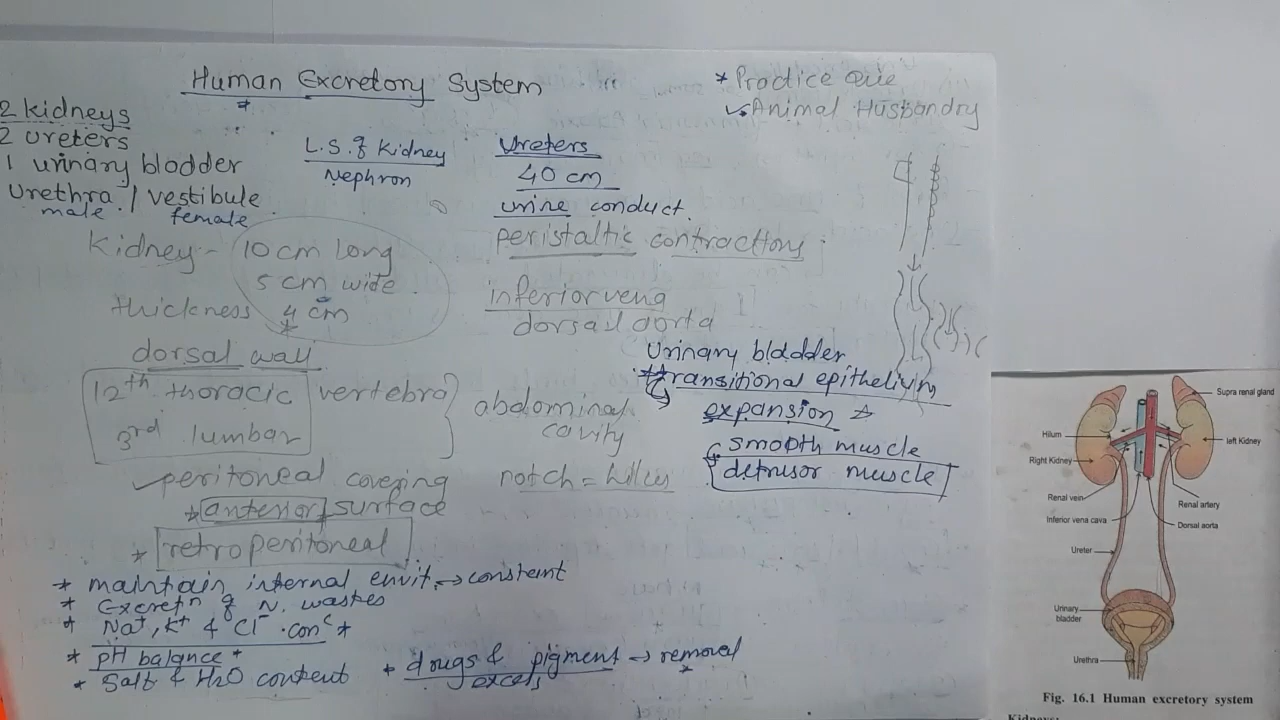 Human Excretory System
* Practice Que
Animal Husbandry
2 kidneys
2 ureters
1 urinary bladder
Urethra / vestibule
male female
L.S. of Kidney
Nephron
Ureters
40 cm
urine conduct.
peristaltic contractions
Kidney - 10 cm long
5 cm wide
thickness 4 cm
inferior vena
dorsal aorta
dorsal wall
12th thoracic vertebra
3rd lumbar
abdominal
cavity
Urinary bladder
* transitional epithelium
expansion
smooth muscle
detrusor muscle
peritoneal covering
* anterior surface
* retroperitoneal
notch = hilus
* maintain internal envit. → constant
* Excretn of N. wastes
* Na+, K+ & Cl- concn *
* pH balance *
* Salt & H2O content
* drugs & pigment → removal
excess
Supra renal gland
Hilum
left Kidney
Right Kidney
Renal vein
Renal artery
Inferior vena cava
Dorsal aorta
Ureter
Urinary
bladder
Urethra
Fig. 16.1 Human excretory system
Kidneys: